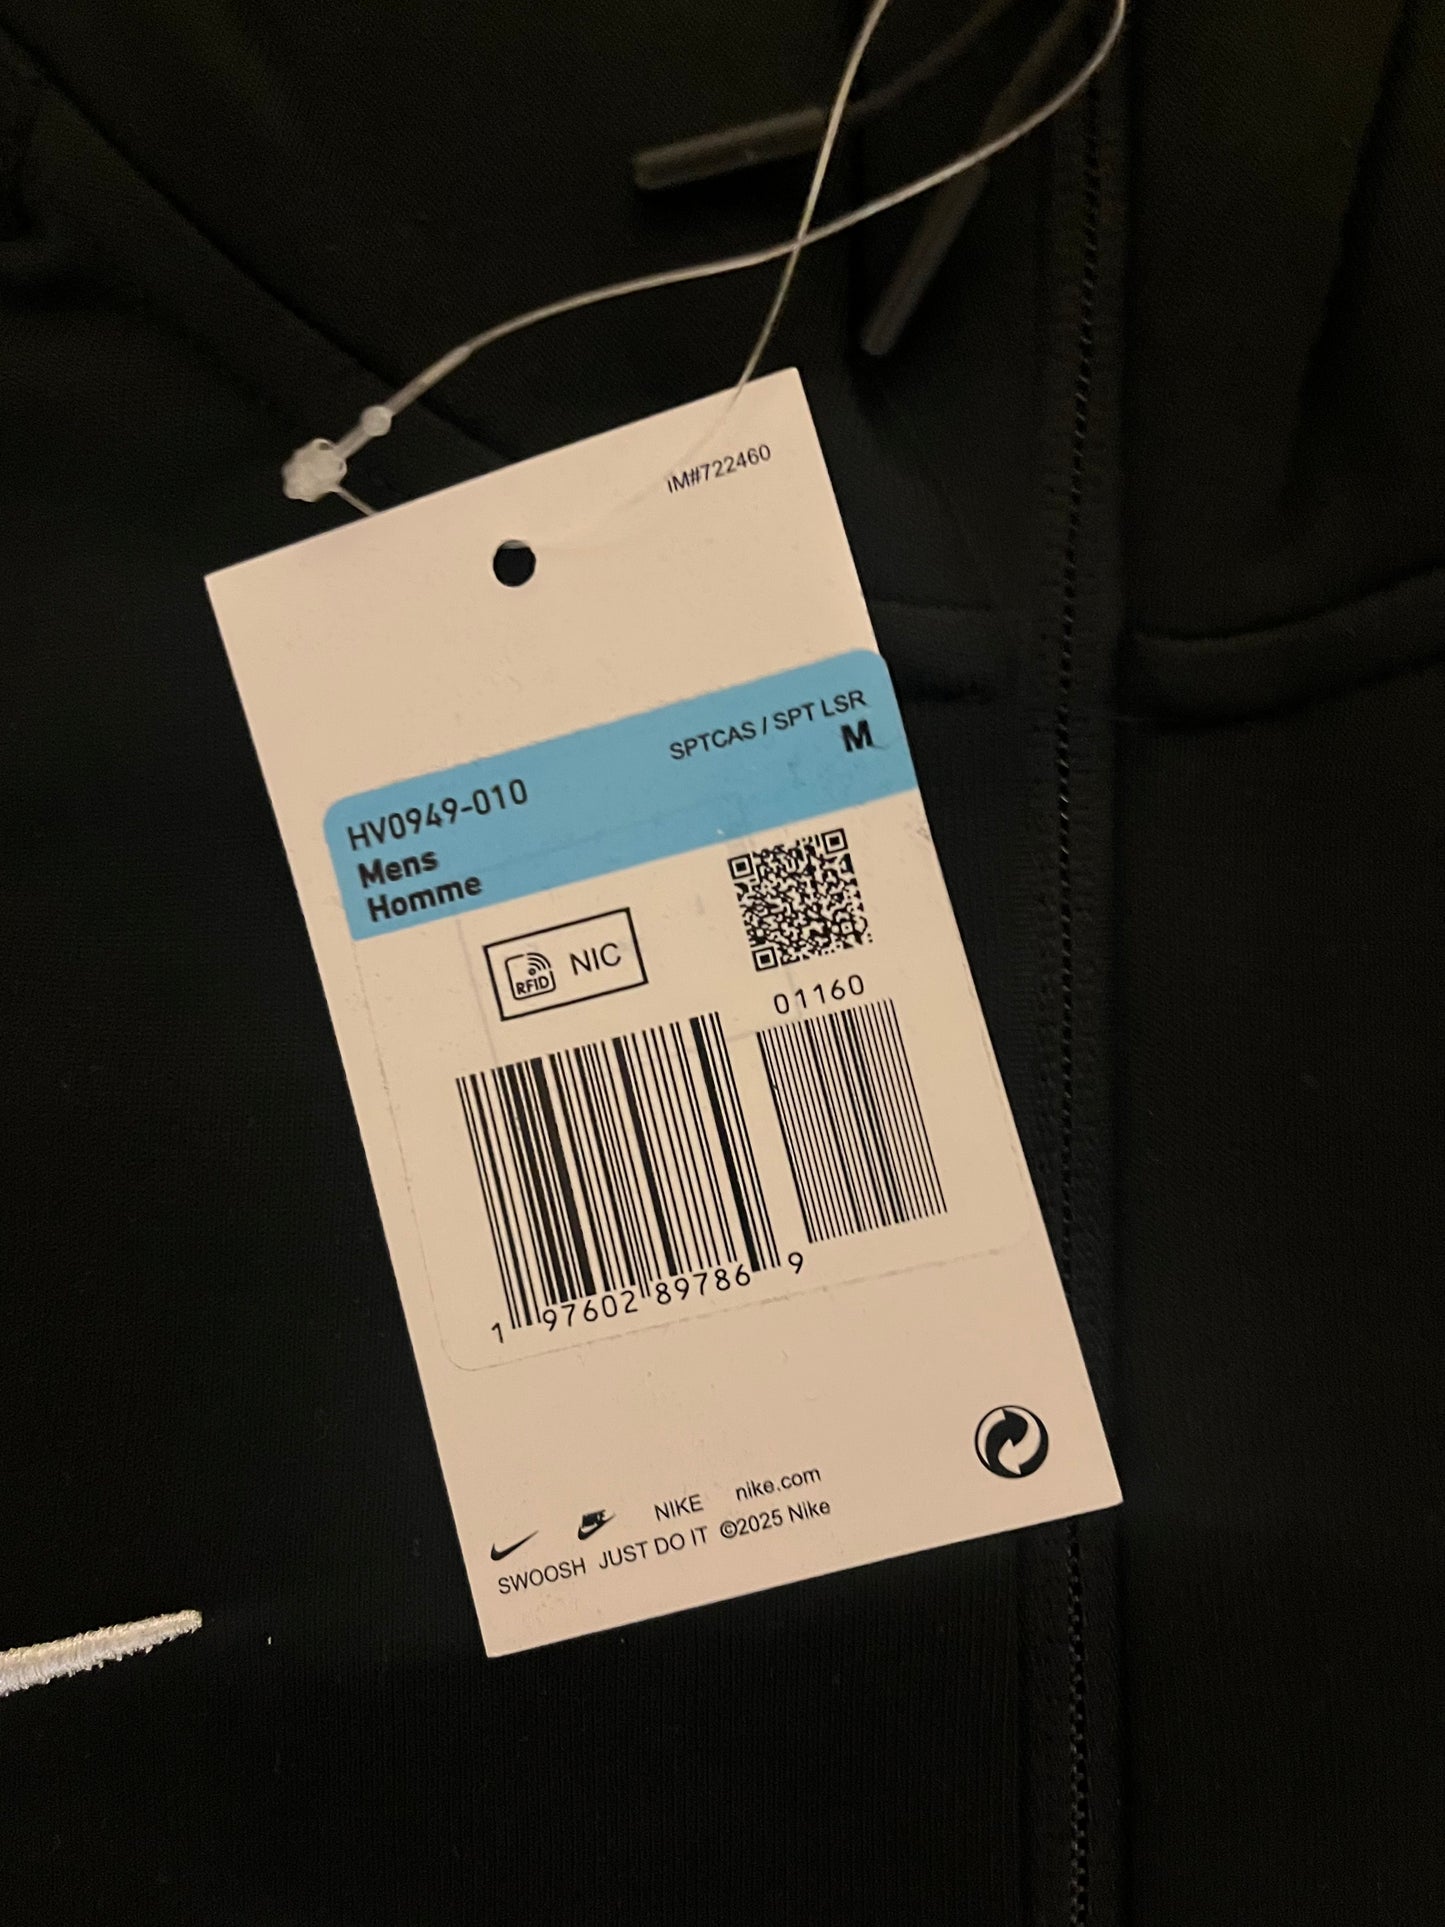 IM#722460
SPTCAS / SPT LSR
HV0949-010 M
Mens
Homme
RFID NIC
01160
1 97602 89786 9
NIKE nike.com
SWOOSH JUST DO IT ©2025 Nike